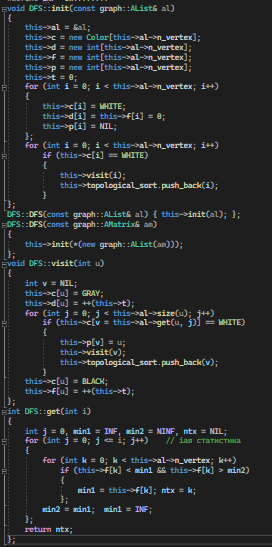 void DFS::init(const graph::AList& al)
{
this->al = &al;
this->c = new Color[this->al->n_vertex];
this->d = new int[this->al->n_vertex];
this->f = new int[this->al->n_vertex];
this->p = new int[this->al->n_vertex];
this->t = 0;
for (int i = 0; i < this->al->n_vertex; i++)
{
this->c[i] = WHITE;
this->d[i] = this->f[i] = 0;
this->p[i] = NIL;
};
for (int i = 0; i < this->al->n_vertex; i++)
if (this->c[i] == WHITE)
{
this->visit(i);
this->topological_sort.push_back(i);
}
};
DFS::DFS(const graph::AList& al) { this->init(al); };
DFS::DFS(const graph::AMatrix& am)
{
this->init(*(new graph::AList(am)));
};
void DFS::visit(int u)
{
int v = NIL;
this->c[u] = GRAY;
this->d[u] = ++(this->t);
for (int j = 0; j < this->al->size(u); j++)
if (this->c[v = this->al->get(u, j)] == WHITE)
{
this->p[v] = u;
this->visit(v);
this->topological_sort.push_back(v);
}
this->c[u] = BLACK;
this->f[u] = ++(this->t);
};
int DFS::get(int i)
{
int j = 0, min1 = INF, min2 = NINF, ntx = NIL;
for (int j = 0; j <= i; j++) // iая статистика
{
for (int k = 0; k < this->al->n_vertex; k++)
if (this->f[k] < min1 && this->f[k] > min2)
{
min1 = this->f[k]; ntx = k;
};
min2 = min1; min1 = INF;
};
return ntx;
};